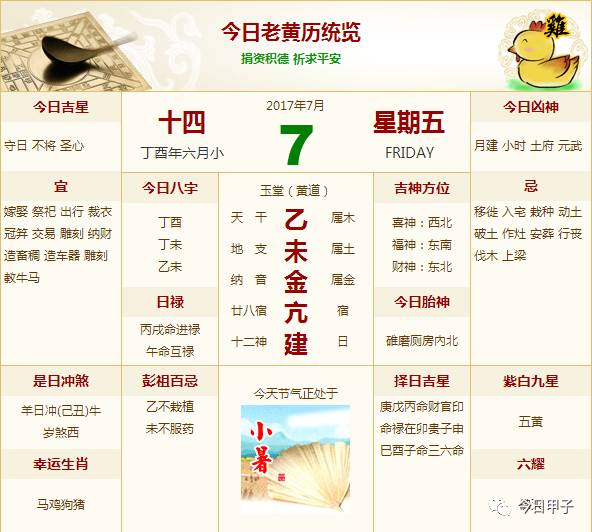 今日老黄历统览
捐资积德 祈求平安
雞
今日吉星
守日 不将 圣心
十四
丁酉年六月小
2017年7月
7
星期五
FRIDAY
今日凶神
月建 小时 土府 元武
宜
嫁娶 祭祀 出行 裁衣
冠笄 交易 雕刻 纳财
造畜稠 造车器 雕刻
教牛马
今日八字
丁酉
丁未
乙未
日禄
丙戌命进禄
午命互禄
玉堂（黄道）
天 干 乙 属木
地 支 未 属土
纳 音 金 属金
廿八宿 亢 宿
十二神 建 日
吉神方位
喜神：西北
福神：东南
财神：东北
今日胎神
碓磨厕房内北
忌
移徙 入宅 栽种 动土
破土 作灶 安葬 行丧
伐木 上梁
是日冲煞
羊日冲(己丑)牛
岁煞西
幸运生肖
马鸡狗猪
彭祖百忌
乙不栽植
未不服药
今天节气正处于
小暑
择日吉星
庚戊丙命财官印
命禄在卯羡子申
巳酉子命三六命
紫白九星
五黄
六耀
今日甲子